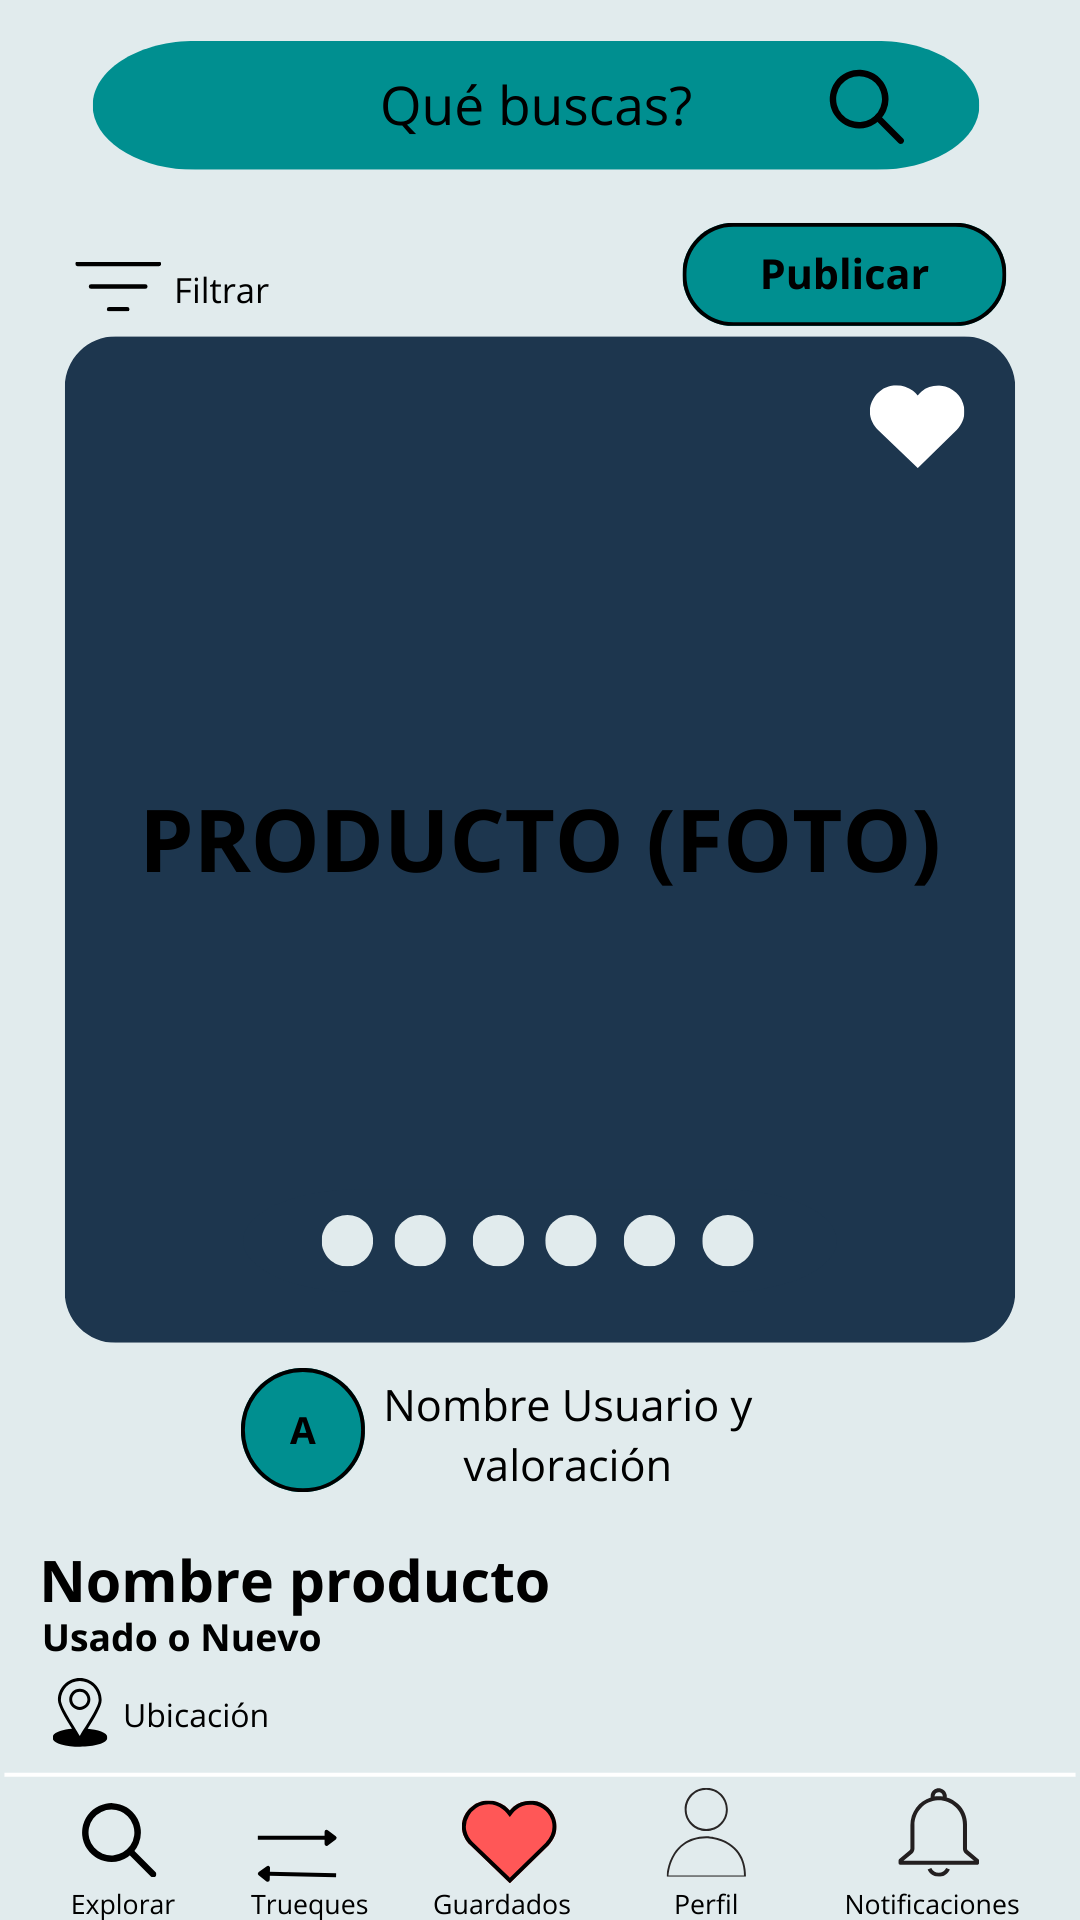 Qué buscas?
Filtrar
Publicar
PRODUCTO (FOTO)
A
Nombre Usuario y
valoración
Nombre producto
Usado o Nuevo
Ubicación
Explorar
Trueques
Guardados
Perfil
Notificaciones